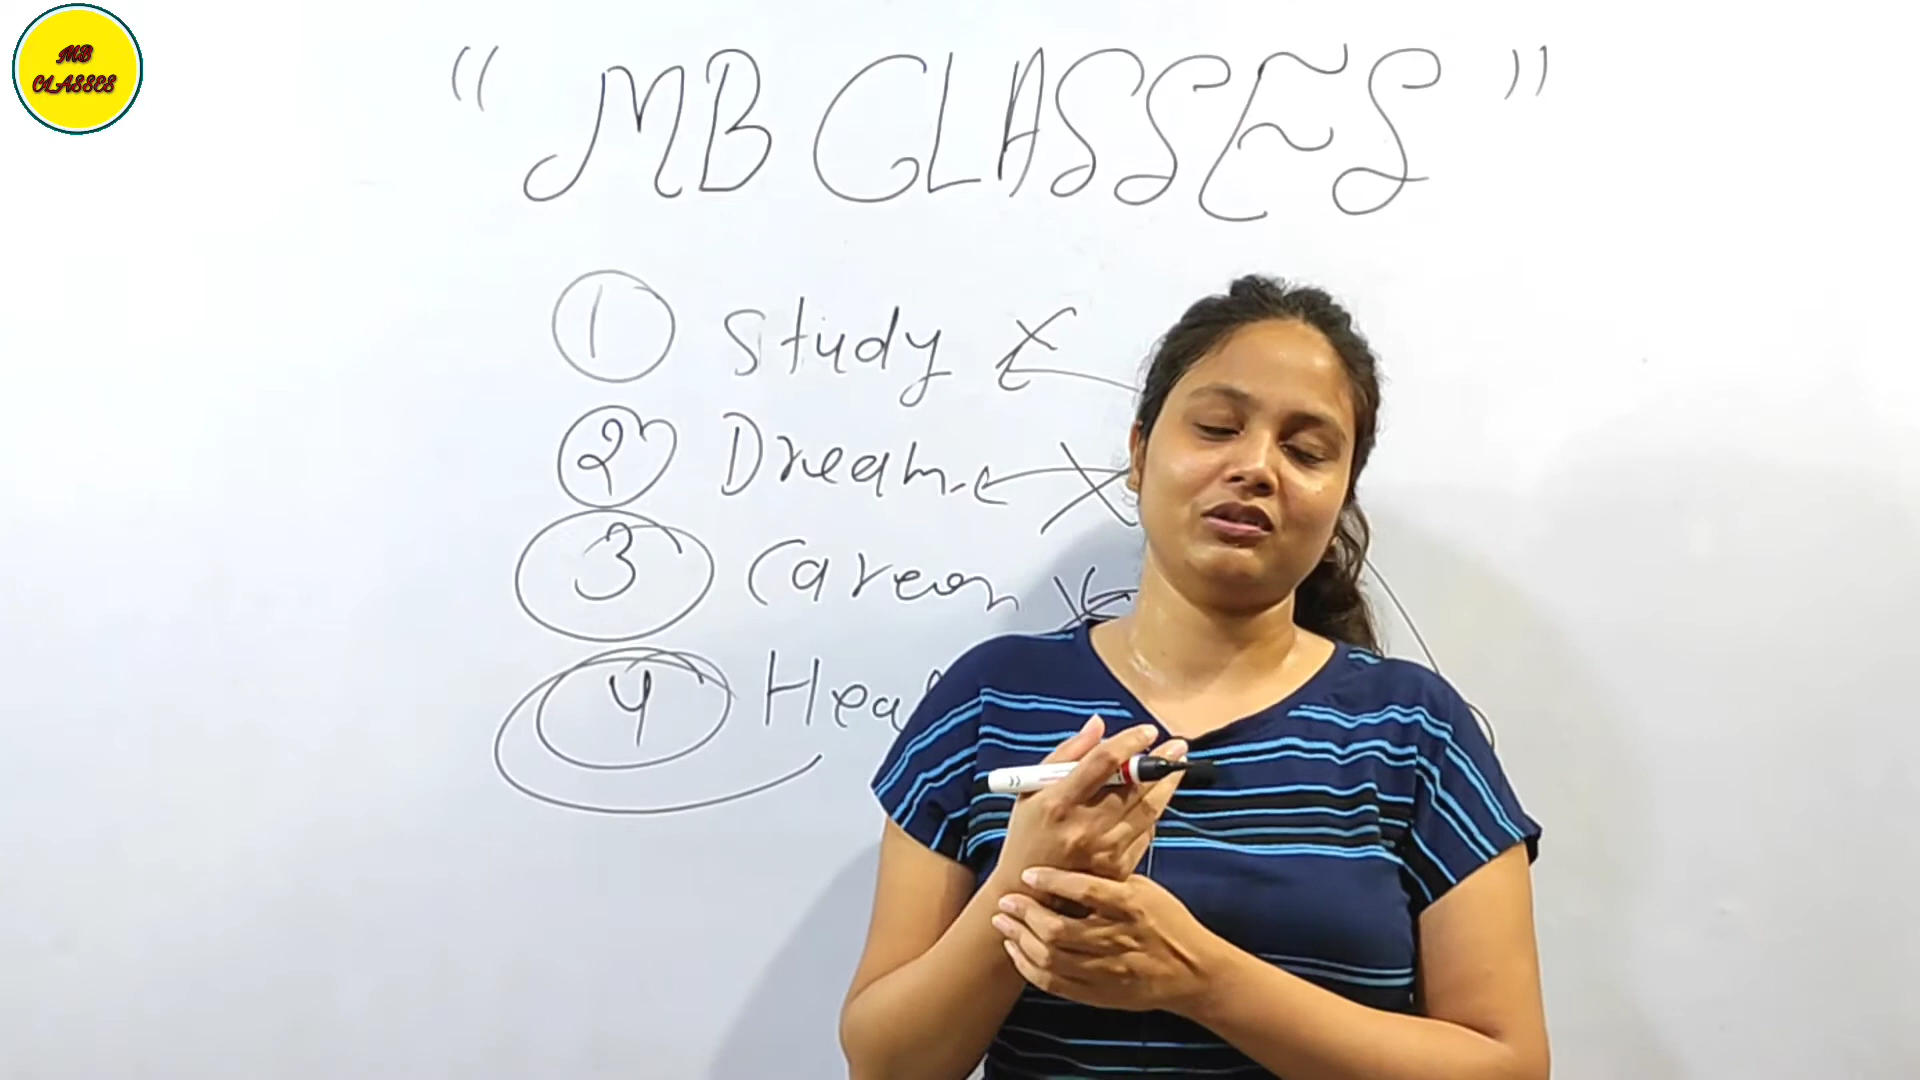 MB
CLASSES
"MB CLASSES"
1 Study
2 Dream
3 Career
4 Hea